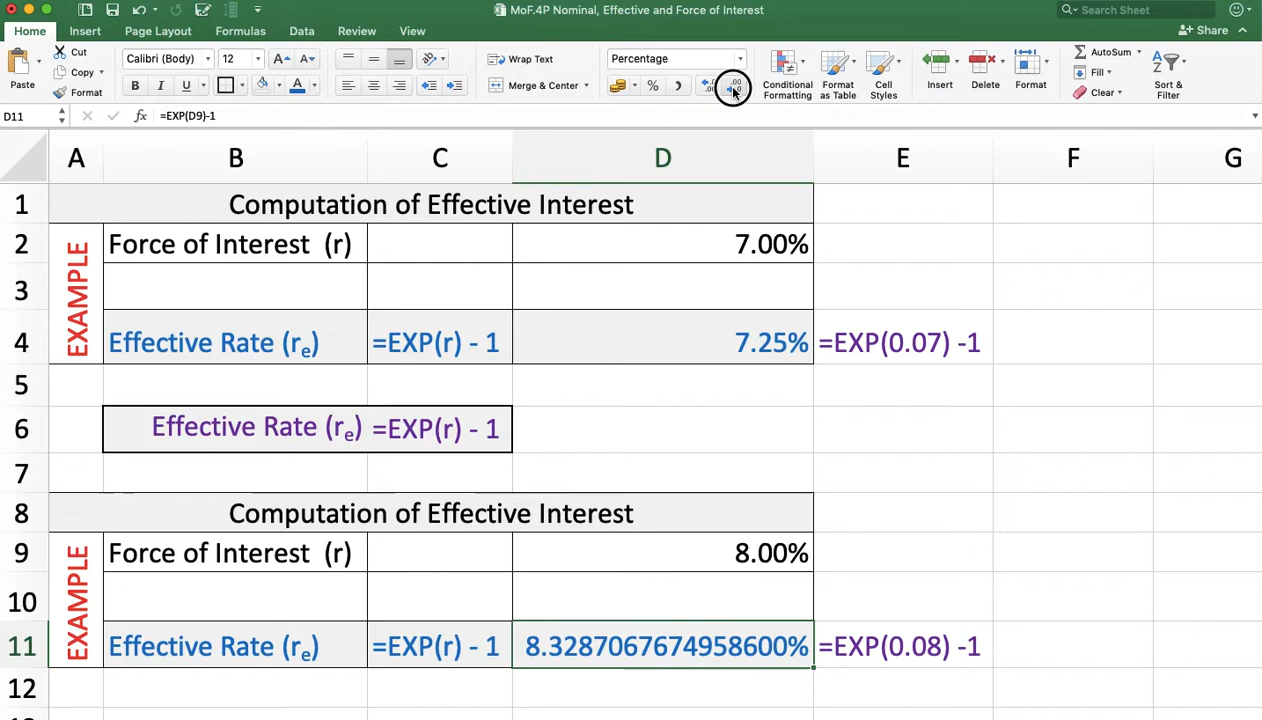 MoF.4P Nominal, Effective and Force of Interest
Search Sheet
Home Insert Page Layout Formulas Data Review View
Share
Paste
Cut
Copy
Format
Calibri (Body) 12
A A
B I U A
Wrap Text
Merge & Center
Percentage
%
Conditional Formatting
Format as Table
Cell Styles
Insert
Delete
Format
AutoSum
Fill
Clear
Sort & Filter
D11 fx =EXP(D9)-1
A B C D E F G
1 Computation of Effective Interest
EXAMPLE
2 Force of Interest (r) 7.00%
3
4 Effective Rate (re) =EXP(r) - 1 7.25% =EXP(0.07) -1
5
6 Effective Rate (re) =EXP(r) - 1
7
8 Computation of Effective Interest
EXAMPLE
9 Force of Interest (r) 8.00%
10
11 Effective Rate (re) =EXP(r) - 1 8.3287067674958600% =EXP(0.08) -1
12